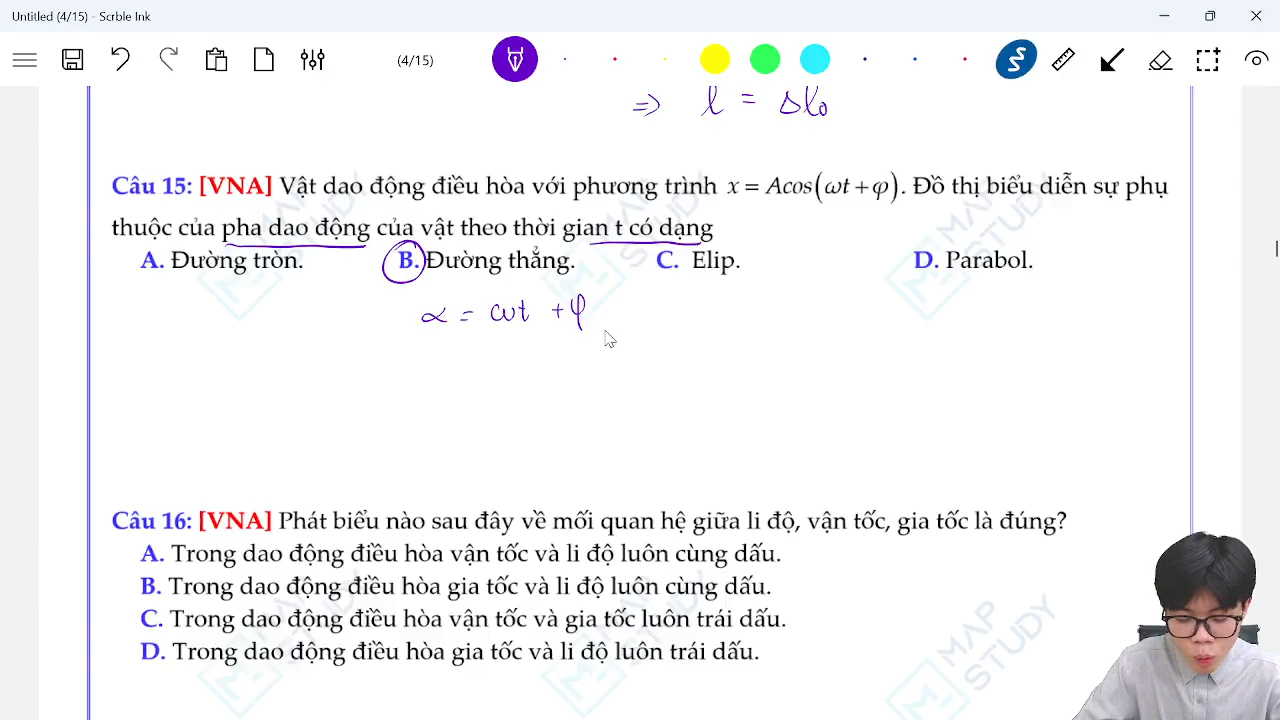 Untitled (4/15) - Scrble Ink
(4/15)
=> l = Δl₀
Câu 15: [VNA] Vật dao động điều hòa với phương trình x = Acos(ωt + φ). Đồ thị biểu diễn sự phụ
thuộc của pha dao động của vật theo thời gian t có dạng
A. Đường tròn. B. Đường thẳng. C. Elip. D. Parabol.
α = ωt + φ
Câu 16: [VNA] Phát biểu nào sau đây về mối quan hệ giữa li độ, vận tốc, gia tốc là đúng?
A. Trong dao động điều hòa vận tốc và li độ luôn cùng dấu.
B. Trong dao động điều hòa gia tốc và li độ luôn cùng dấu.
C. Trong dao động điều hòa vận tốc và gia tốc luôn trái dấu.
D. Trong dao động điều hòa gia tốc và li độ luôn trái dấu.
MAP STUDY